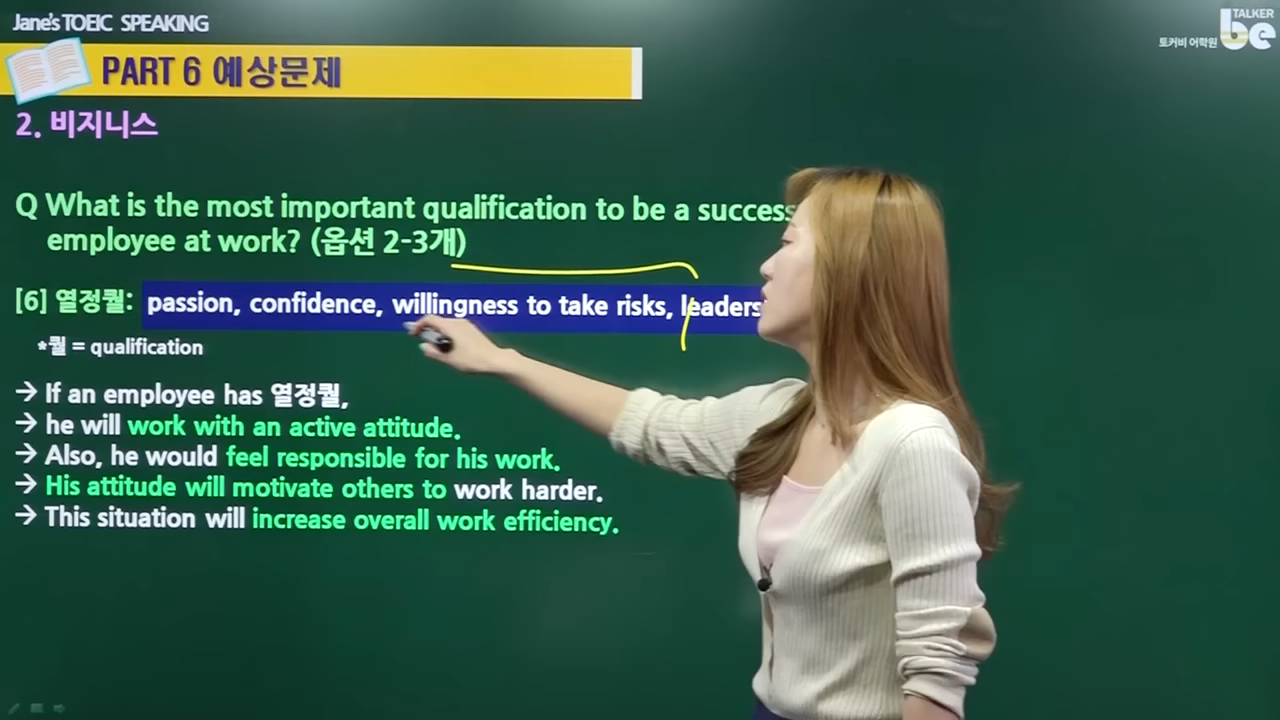 Jane's TOEIC SPEAKING
TALKER
be
토커비 어학원
PART 6 예상문제
2. 비지니스
Q What is the most important qualification to be a success
employee at work? (옵션 2-3개)
[6] 열정퀄: passion, confidence, willingness to take risks, leaders
*퀄 = qualification
→ If an employee has 열정퀄,
→ he will work with an active attitude.
→ Also, he would feel responsible for his work.
→ His attitude will motivate others to work harder.
→ This situation will increase overall work efficiency.